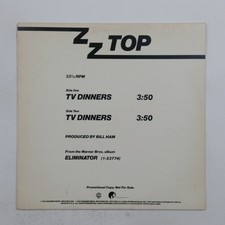 ZZ TOP
33⅓ RPM
Side One
TV DINNERS 3:50
Side Two
TV DINNERS 3:50
PRODUCED BY BILL HAM
From the Warner Bros. album
ELIMINATOR (1-23774)
Promotional Copy. Not For Sale.